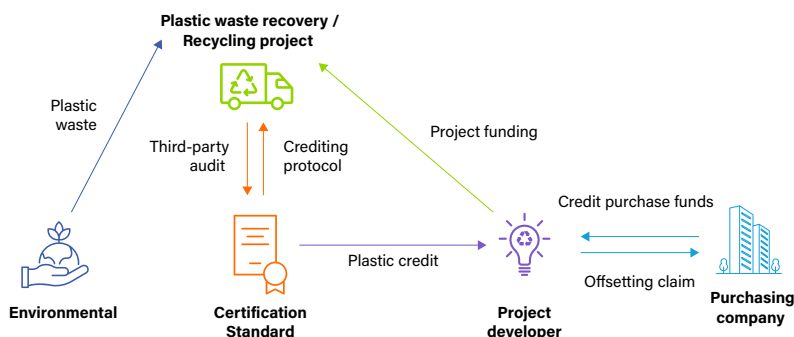 Plastic waste recovery /
Recycling project
Plastic
waste
Third-party
audit
Crediting
protocol
Project funding
Credit purchase funds
Plastic credit
Offsetting claim
Environmental
Certification
Standard
Project
developer
Purchasing
company